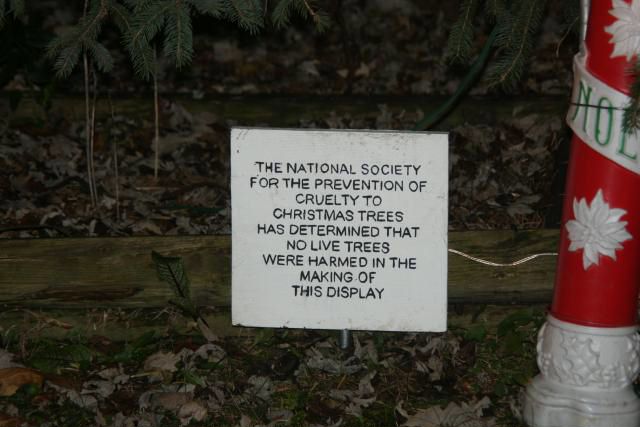 THE NATIONAL SOCIETY
FOR THE PREVENTION OF
CRUELTY TO
CHRISTMAS TREES
HAS DETERMINED THAT
NO LIVE TREES
WERE HARMED IN THE
MAKING OF
THIS DISPLAY
NOEL